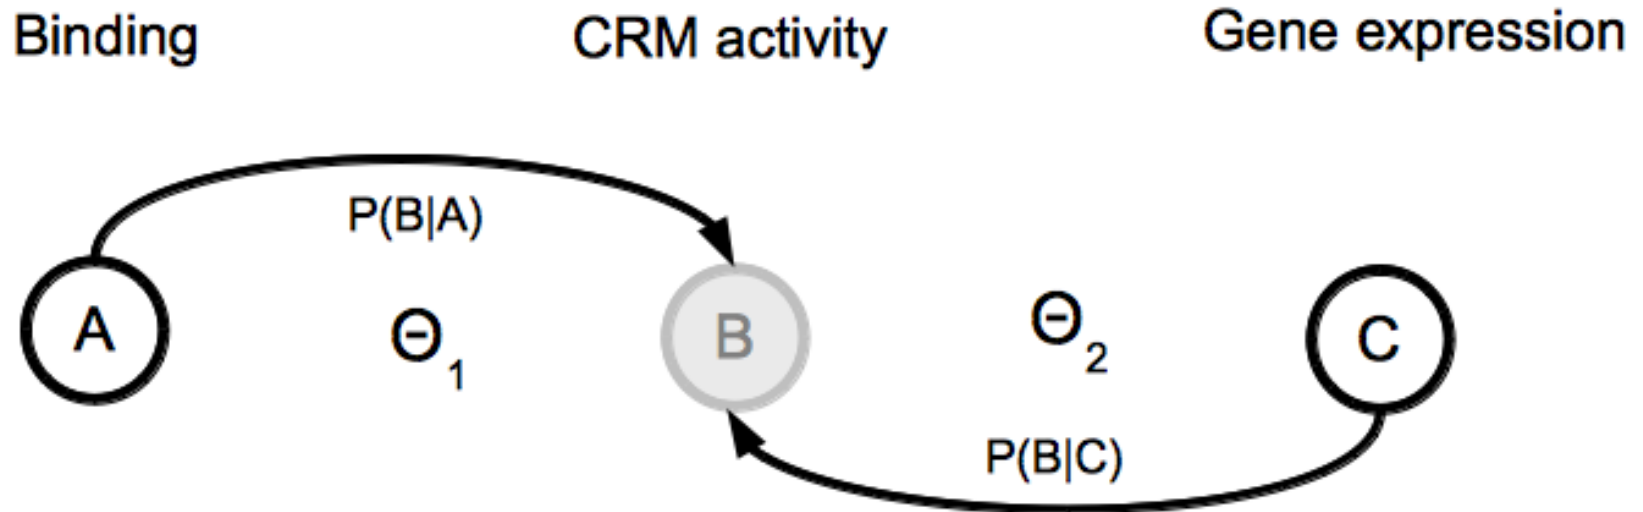 Binding
CRM activity
Gene expression
P(B|A)
A
Θ1
B
Θ2
C
P(B|C)